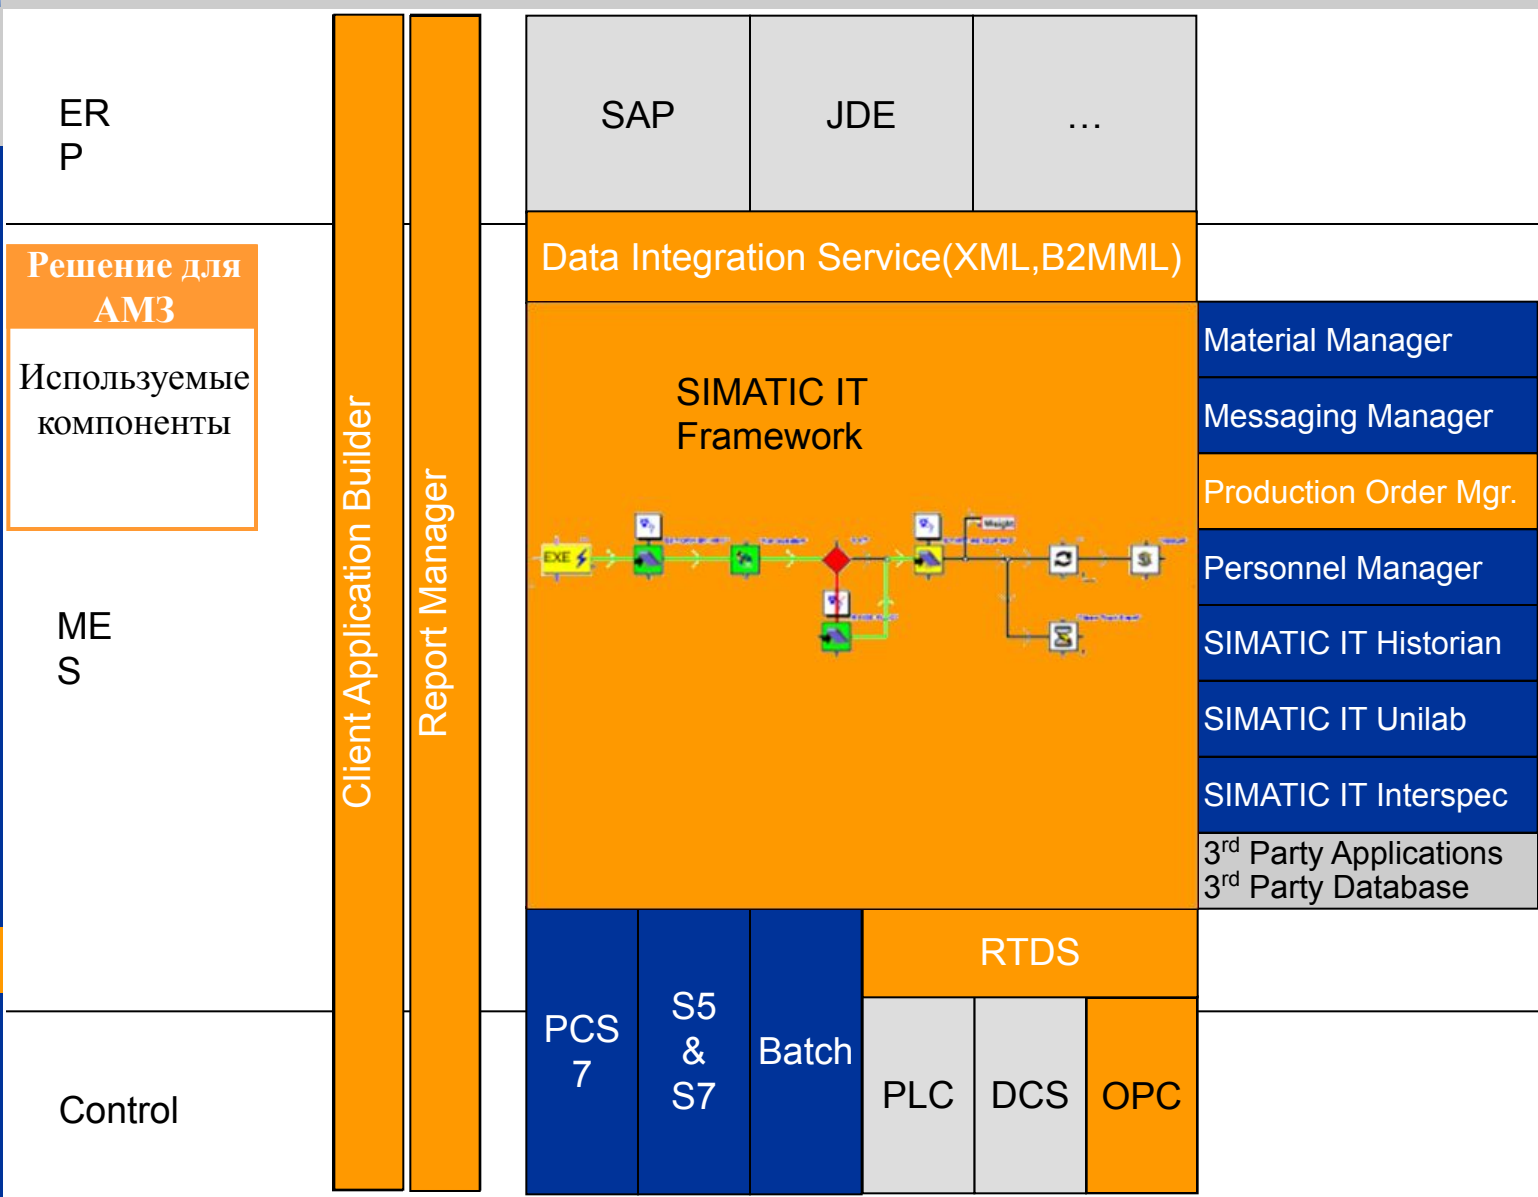 ER
P
SAP
JDE
...
Решение для
АМЗ
Используемые
компоненты
ME
S
Control
Client Application Builder
Report Manager
Data Integration Service(XML,B2MML)
SIMATIC IT
Framework
EXE
Weight
Material Manager
Messaging Manager
Production Order Mgr.
Personnel Manager
SIMATIC IT Historian
SIMATIC IT Unilab
SIMATIC IT Interspec
3rd Party Applications
3rd Party Database
RTDS
PCS
7
S5
&
S7
Batch
PLC
DCS
OPC